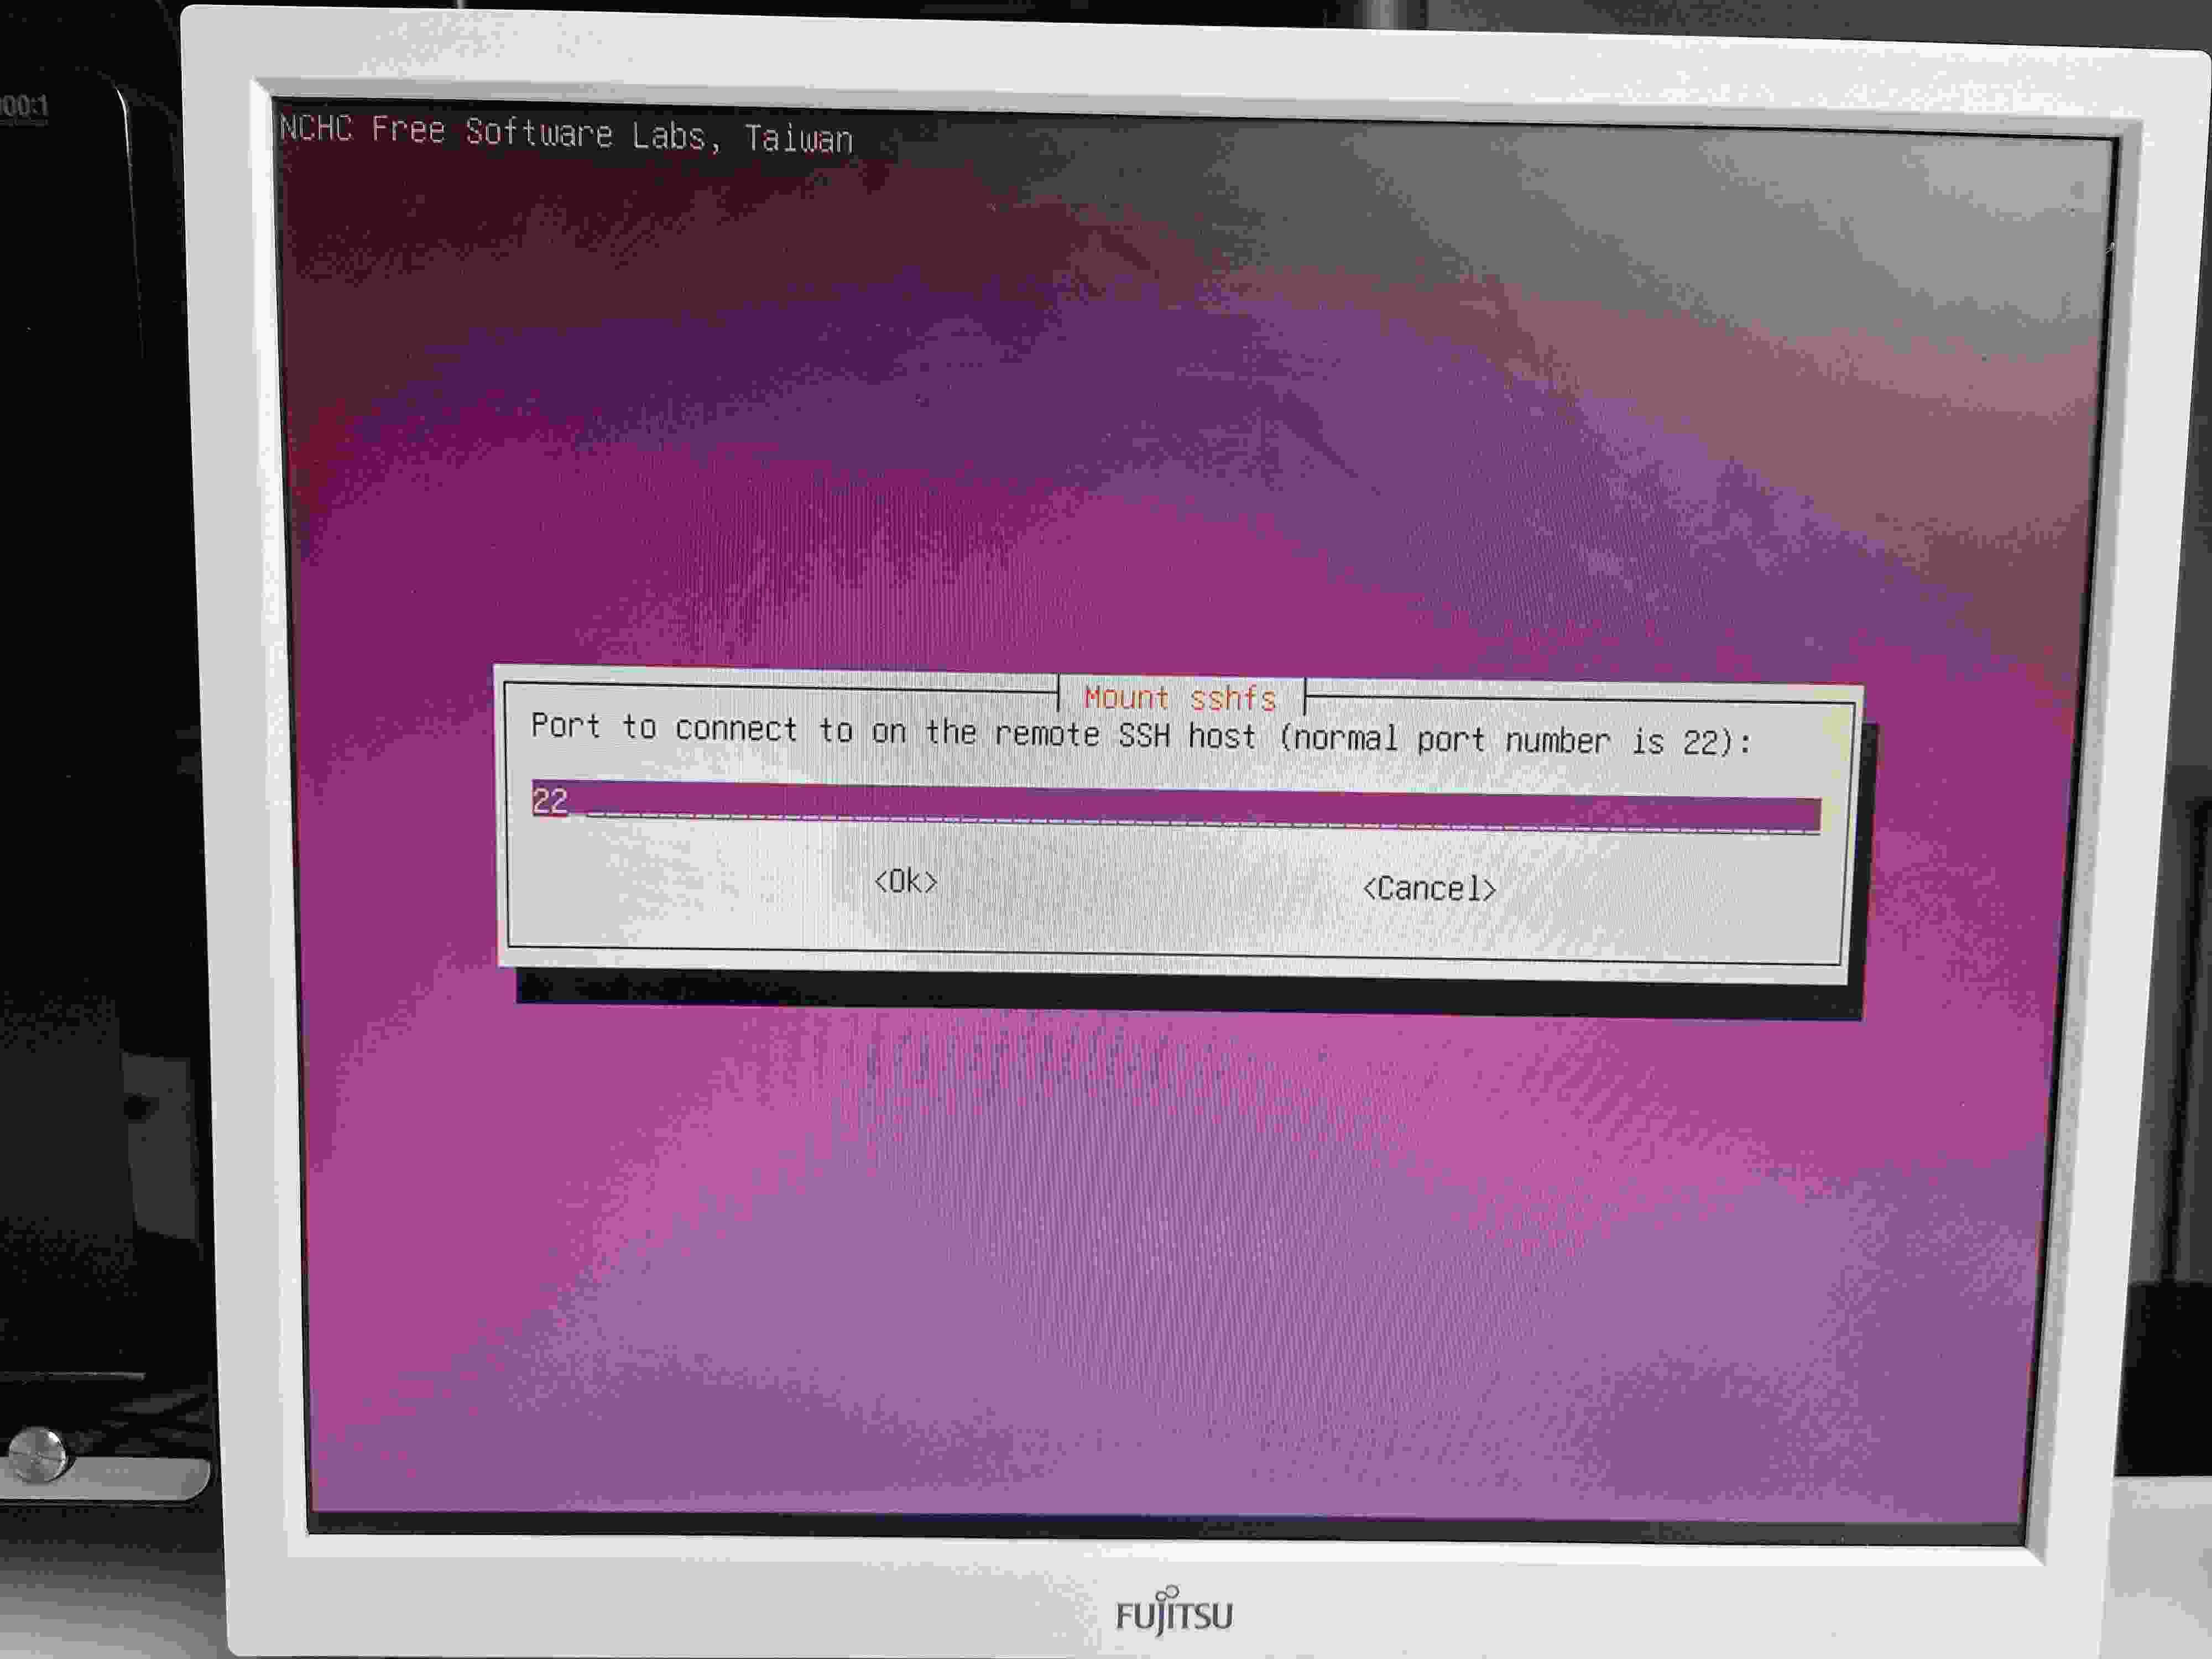 00:1
NCHC Free Software Labs, Taiwan
Mount sshfs
Port to connect to on the remote SSH host (normal port number is 22):
22
<Ok> <Cancel>
FUJITSU